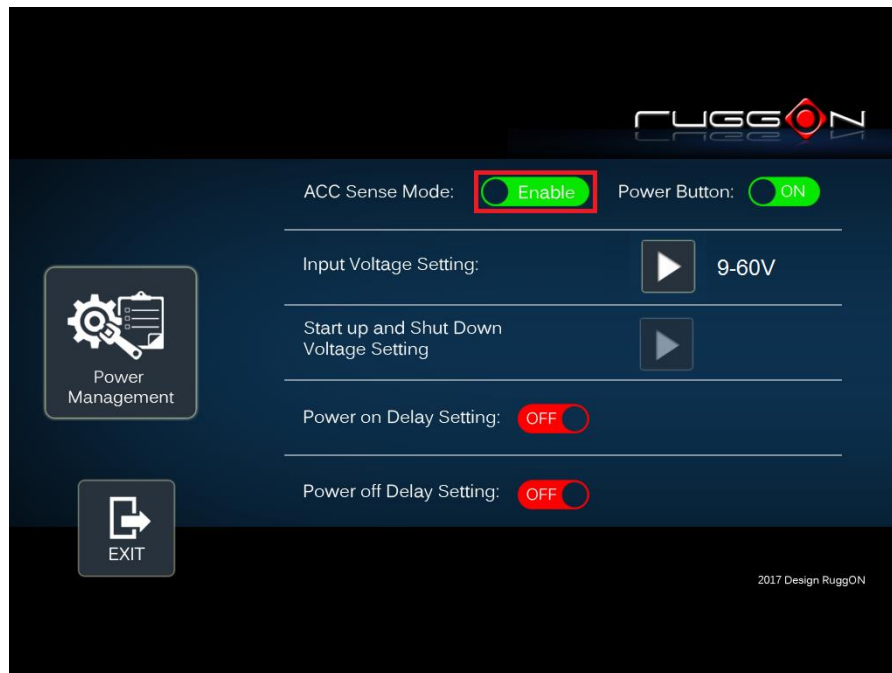 RUGGON
ACC Sense Mode: Enable Power Button: ON
Input Voltage Setting: 9-60V
Start up and Shut Down
Voltage Setting
Power
Management
Power on Delay Setting: OFF
Power off Delay Setting: OFF
EXIT
2017 Design RuggON